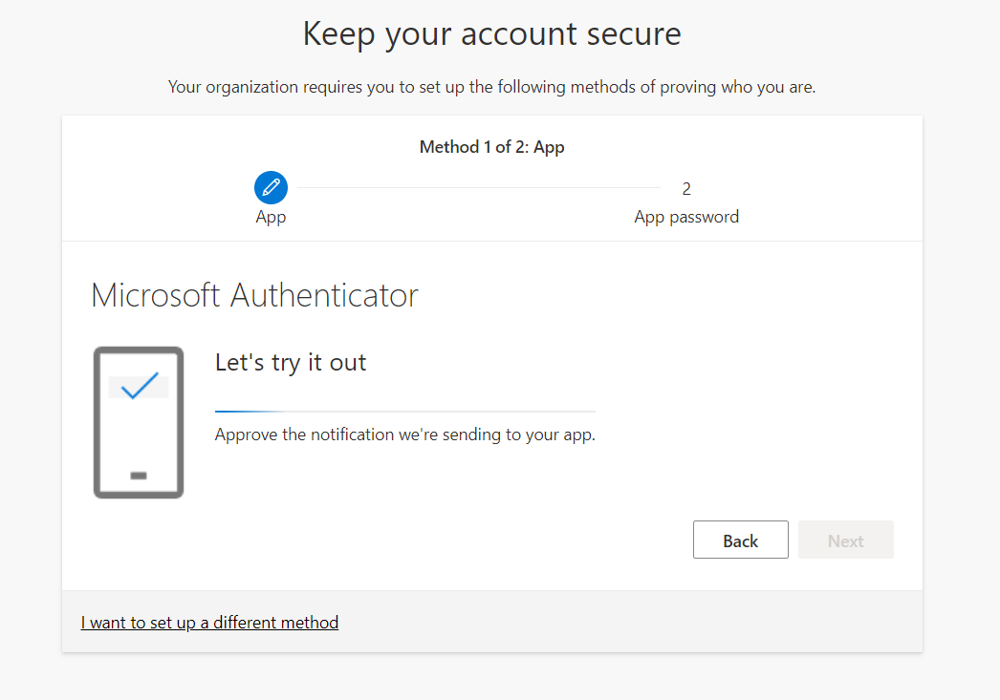 Keep your account secure
Your organization requires you to set up the following methods of proving who you are.
Method 1 of 2: App
2
App
App password
Microsoft Authenticator
Let's try it out
Approve the notification we're sending to your app.
Back
Next
I want to set up a different method